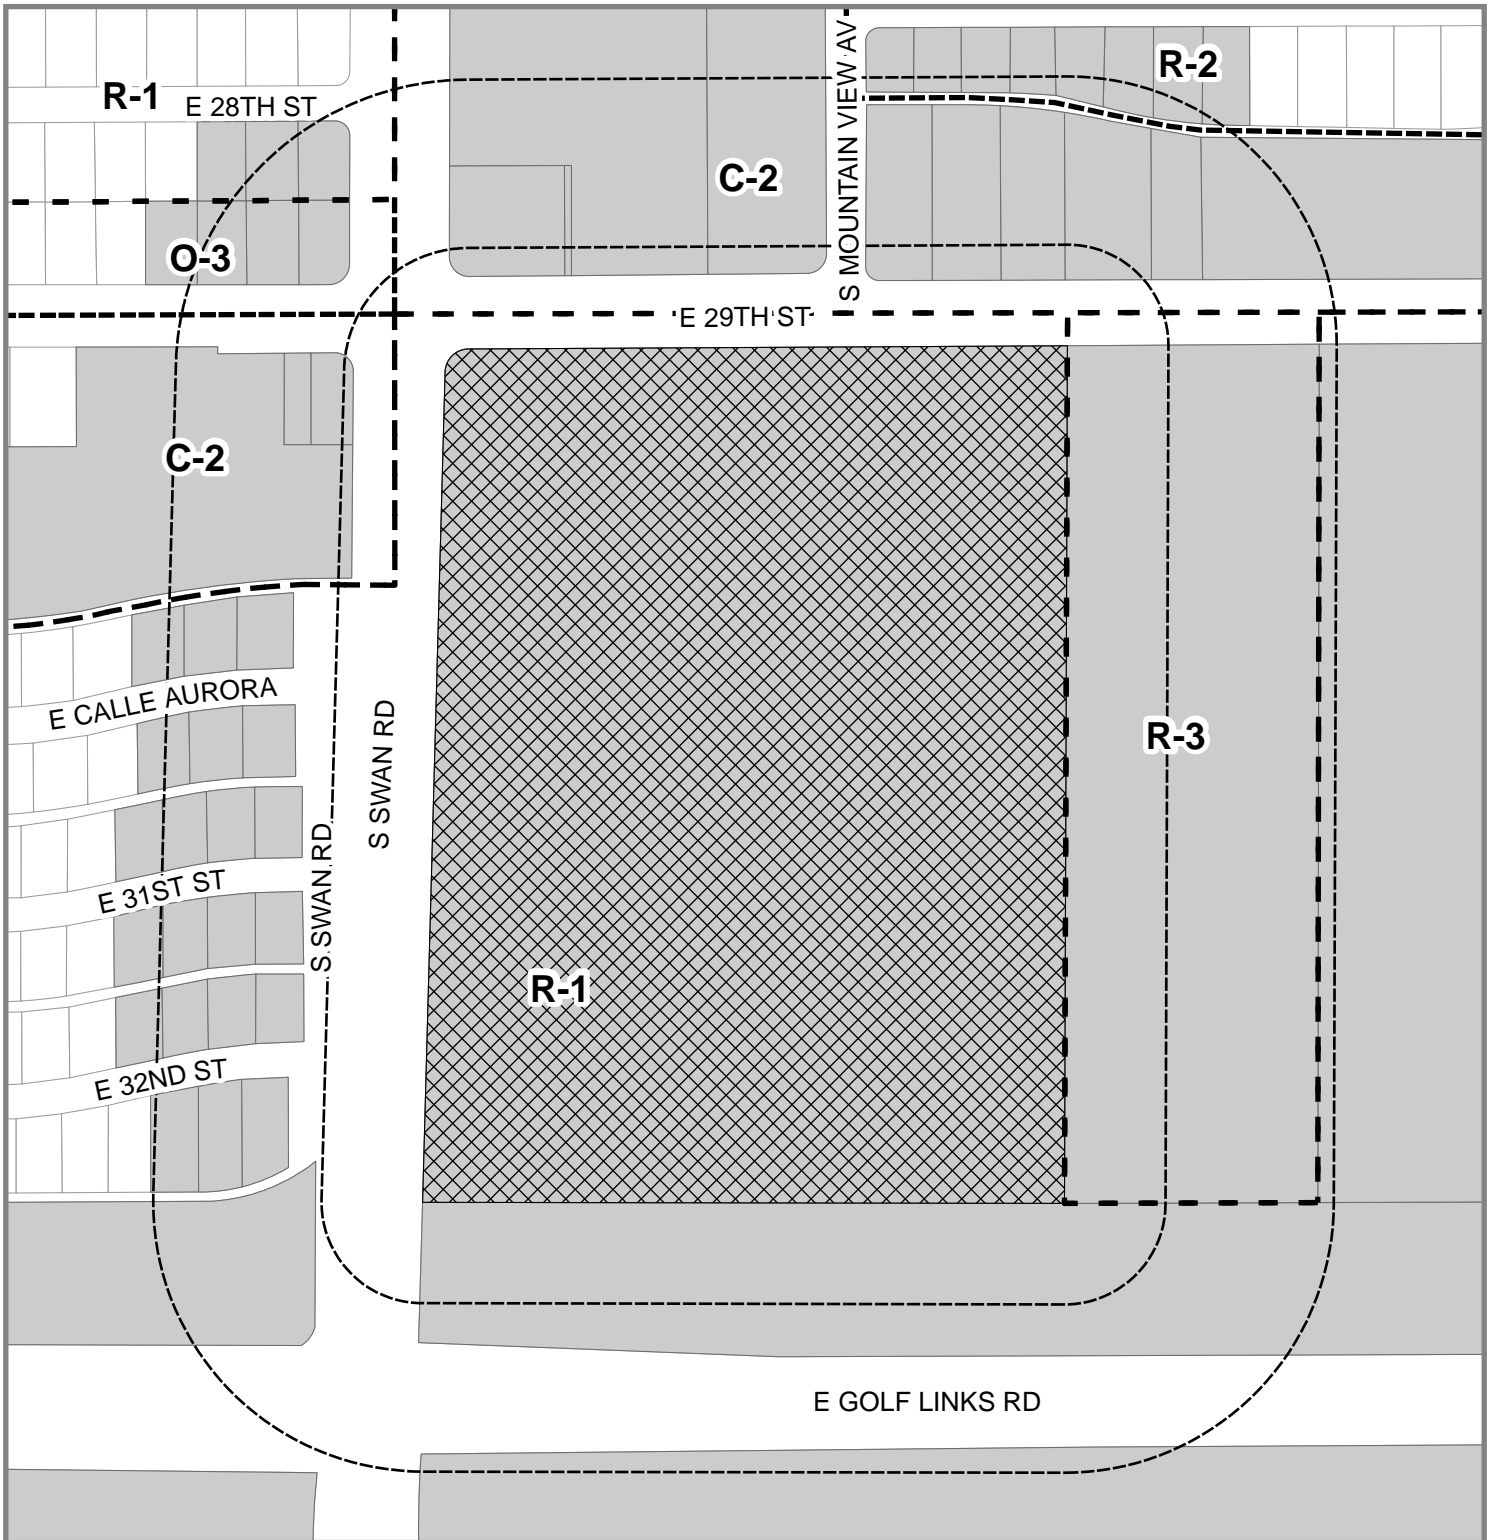 S MOUNTAIN VIEW AV
R-2
R-1
E 28TH ST
C-2
O-3
E 29TH ST
C-2
E CALLE AURORA
S SWAN RD
R-3
S SWAN RD
E 31ST ST
R-1
E 32ND ST
E GOLF LINKS RD